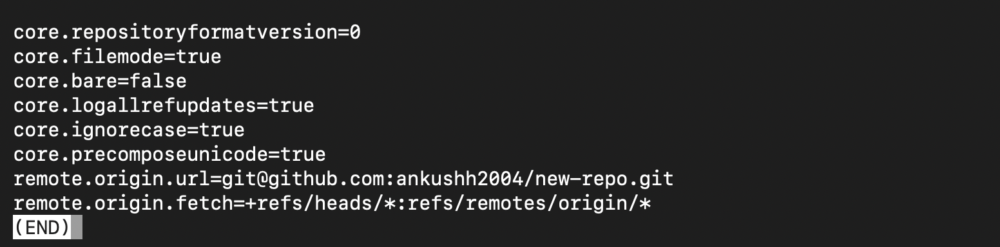 core.repositoryformatversion=0
core.filemode=true
core.bare=false
core.logallrefupdates=true
core.ignorecase=true
core.precomposeunicode=true
remote.origin.url=git@github.com:ankushh2004/new-repo.git
remote.origin.fetch=+refs/heads/*:refs/remotes/origin/*
(END)